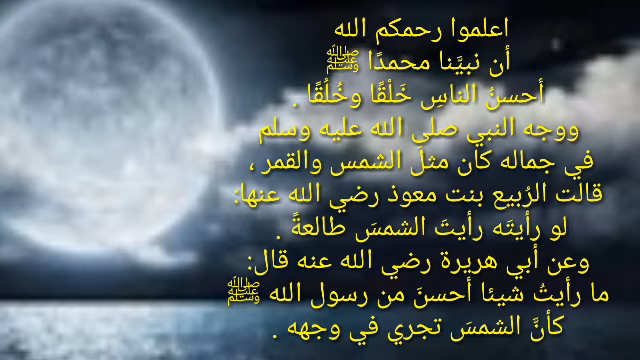 اعلموا رحمكم الله
أن نبيَّنا محمدًا ﷺ
أحسنُ الناسِ خَلْقًا وخُلُقًا .
ووجه النبي صلى الله عليه وسلم
في جماله كان مثلَ الشمس والقمر ،
قالت الرُبيع بنت معوذ رضي الله عنها:
لو رأيتَه رأيتَ الشمسَ طالعةً .
وعن أبي هريرة رضي الله عنه قال:
ما رأيتُ شيئا أحسنَ من رسول الله ﷺ
كأنَّ الشمسَ تجري في وجهه .